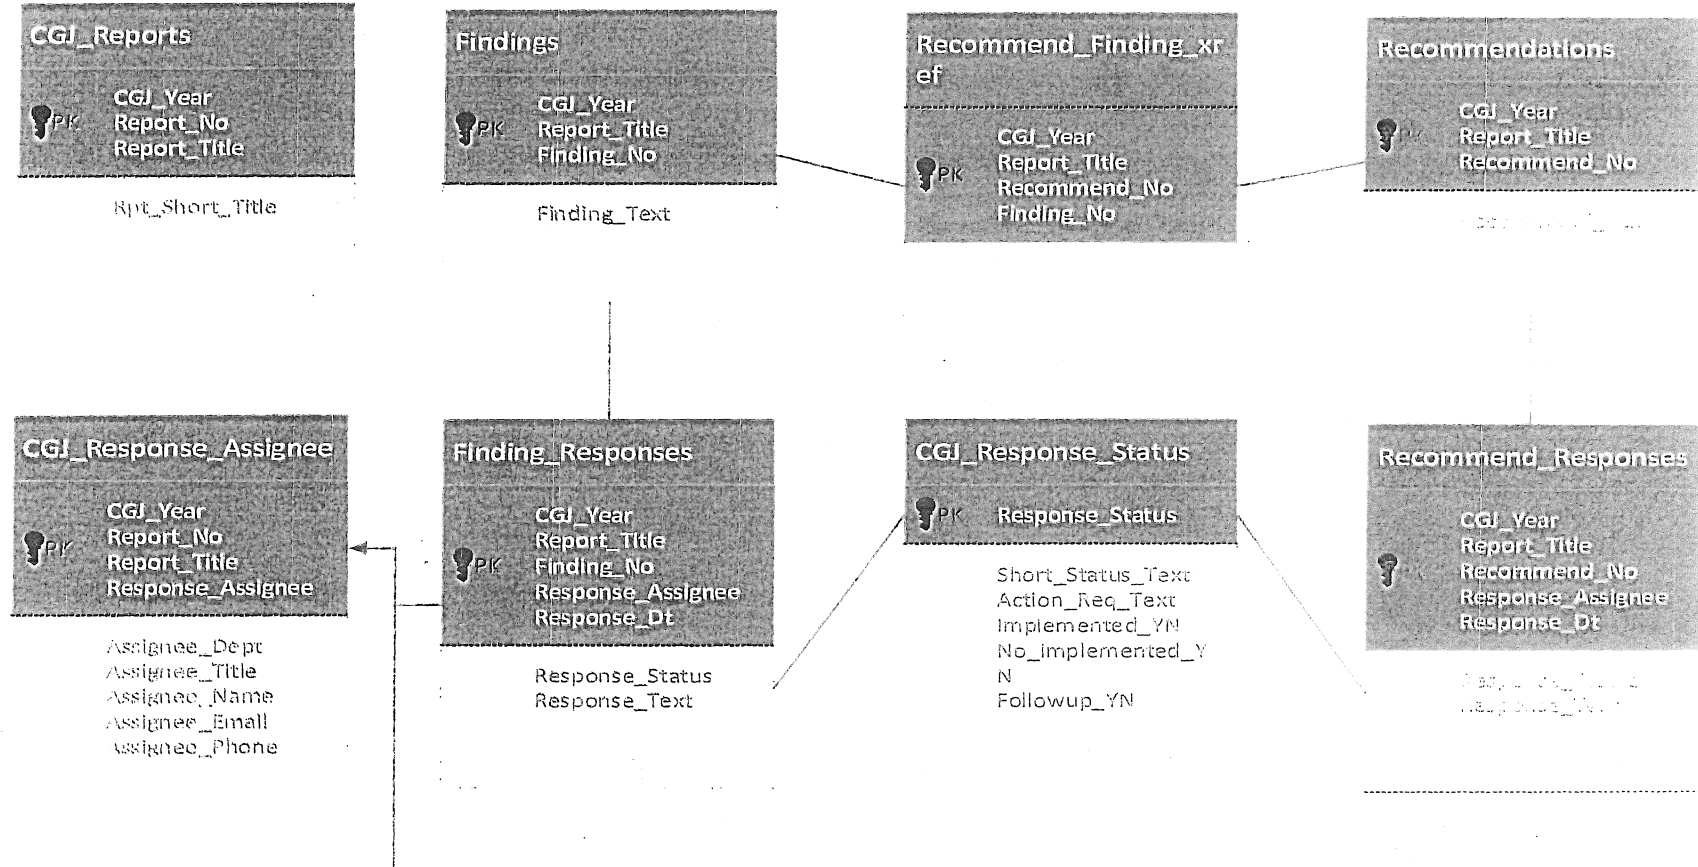 CGJ_Reports
PK
CGJ_Year
Report_No
Report_Title
Rpt_Short_Title
Findings
PK
CGJ_Year
Report_Title
Finding_No
Finding_Text
Recommend_Finding_xr
ef
PK
CGJ_Year
Report_Title
Recommend_No
Finding_No
Recommendations
CGJ_Year
Report_Title
Recommend_No
CGJ_Response_Assignee
PK
CGJ_Year
Report_No
Report_Title
Response_Assignee
Assignee_Dept
Assignee_Title
Assignee_Name
Assignee_Email
Assignee_Phone
Finding_Responses
PK
CGJ_Year
Report_Title
Finding_No
Response_Assignee
Response_Dt
Response_Status
Response_Text
CGJ_Response_Status
PK
Response_Status
Short_Status_Text
Action_Req_Text
Implemented_YN
No_Implemented_Y
N
Followup_YN
Recommend_Responses
CGJ_Year
Report_Title
Recommend_No
Response_Assignee
Response_Dt